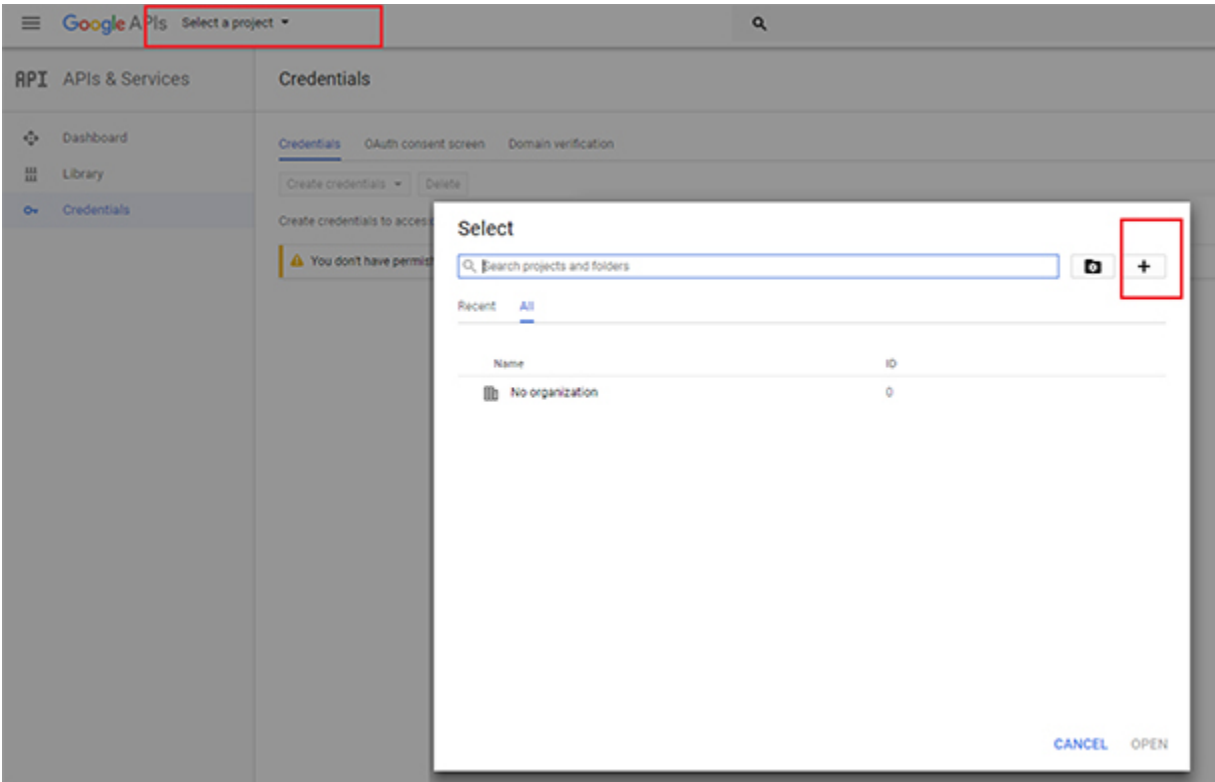 Google APIs Select a project
API APIs & Services
Credentials
Dashboard
Library
Credentials
Credentials OAuth consent screen Domain verification
Create credentials Delete
Create credentials to access
You don't have permis
Select
Search projects and folders
Recent All
Name ID
No organization 0
CANCEL OPEN